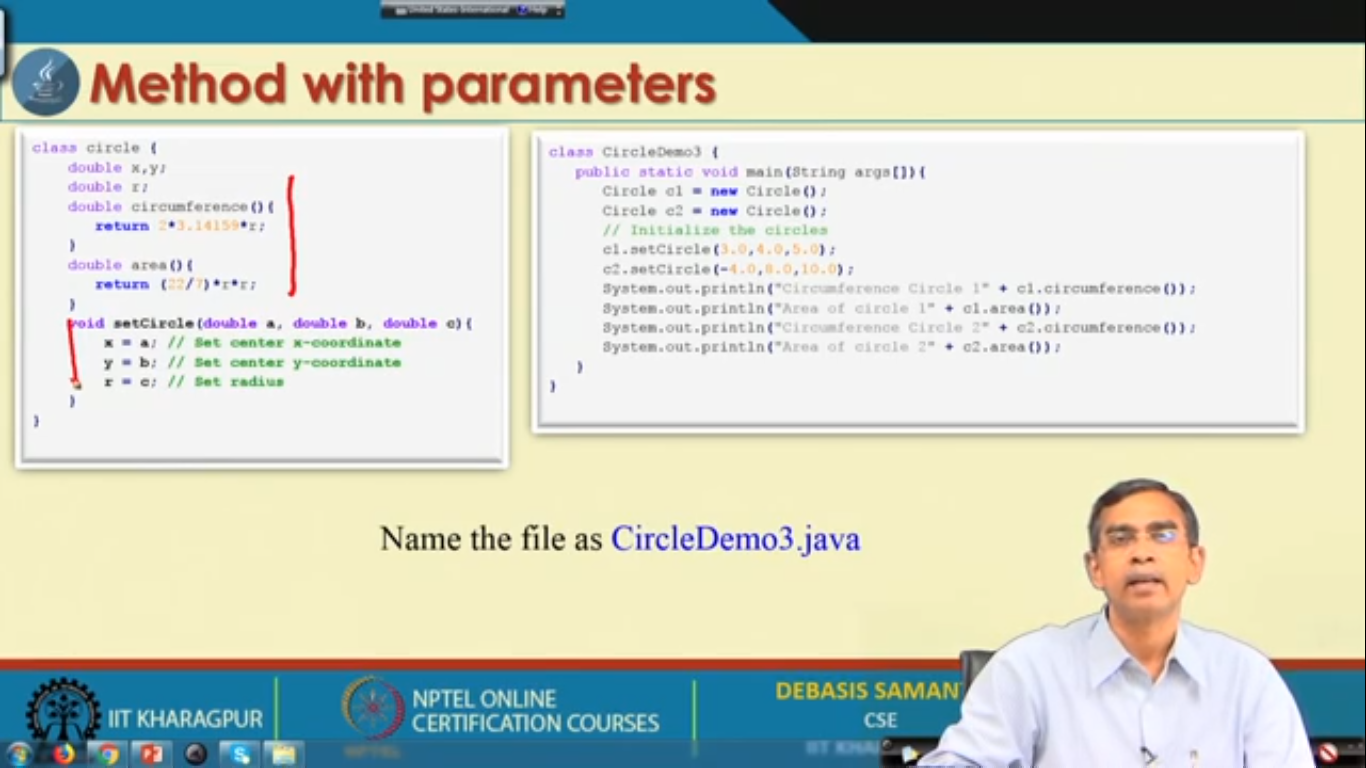 United States International Help
Method with parameters
class circle {
double x,y;
double r;
double circumference(){
return 2*3.14159*r;
}
double area(){
return (22/7)*r*r;
}
void setCircle(double a, double b, double c){
x = a; // Set center x-coordinate
y = b; // Set center y-coordinate
r = c; // Set radius
}
}
class CircleDemo3 {
public static void main(String args[]){
Circle c1 = new Circle();
Circle c2 = new Circle();
// Initialize the circles
c1.setCircle(3.0,4.0,5.0);
c2.setCircle(-4.0,8.0,10.0);
System.out.println("Circumference Circle 1" + c1.circumference());
System.out.println("Area of circle 1" + c1.area());
System.out.println("Circumference Circle 2" + c2.circumference());
System.out.println("Area of circle 2" + c2.area());
}
}
Name the file as CircleDemo3.java
IIT KHARAGPUR
NPTEL ONLINE
CERTIFICATION COURSES
DEBASIS SAMAN
CSE
IIT KHA